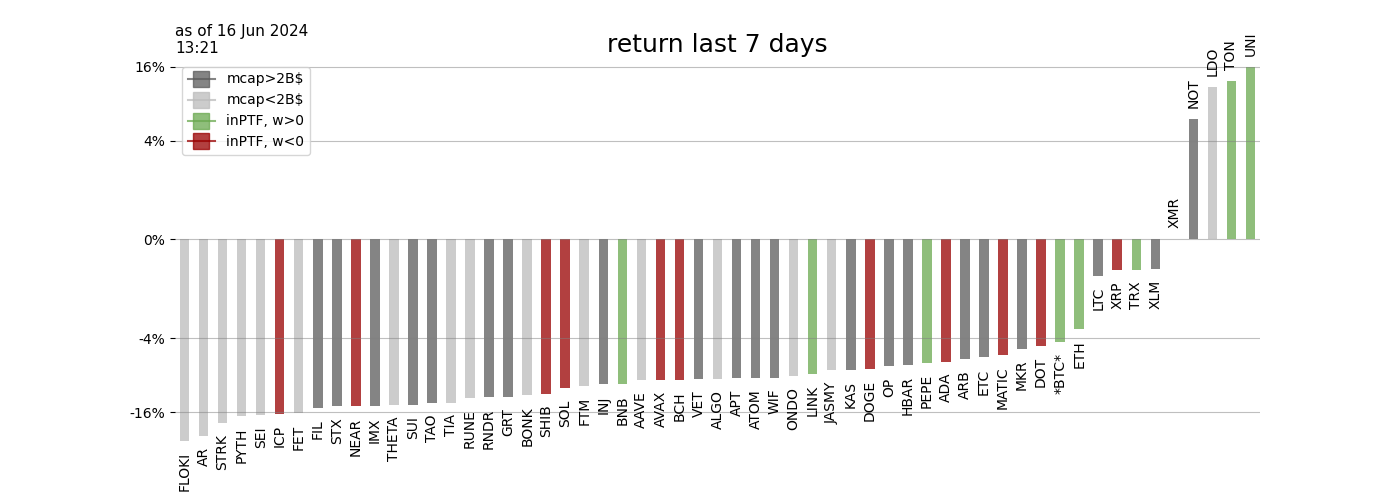 as of 16 Jun 2024
13:21
return last 7 days
mcap>2B$
mcap<2B$
inPTF, w>0
inPTF, w<0
16%
4%
0%
-4%
-16%
FLOKI
AR
STRK
PYTH
SEI
ICP
FET
FIL
STX
NEAR
IMX
THETA
SUI
TAO
TIA
RUNE
RNDR
GRT
BONK
SHIB
SOL
FTM
INJ
BNB
AAVE
AVAX
BCH
VET
ALGO
APT
ATOM
WIF
ONDO
LINK
JASMY
KAS
DOGE
OP
HBAR
PEPE
ADA
ARB
ETC
MATIC
MKR
DOT
*BTC*
ETH
LTC
XRP
TRX
XLM
XMR
NOT
LDO
TON
UNI